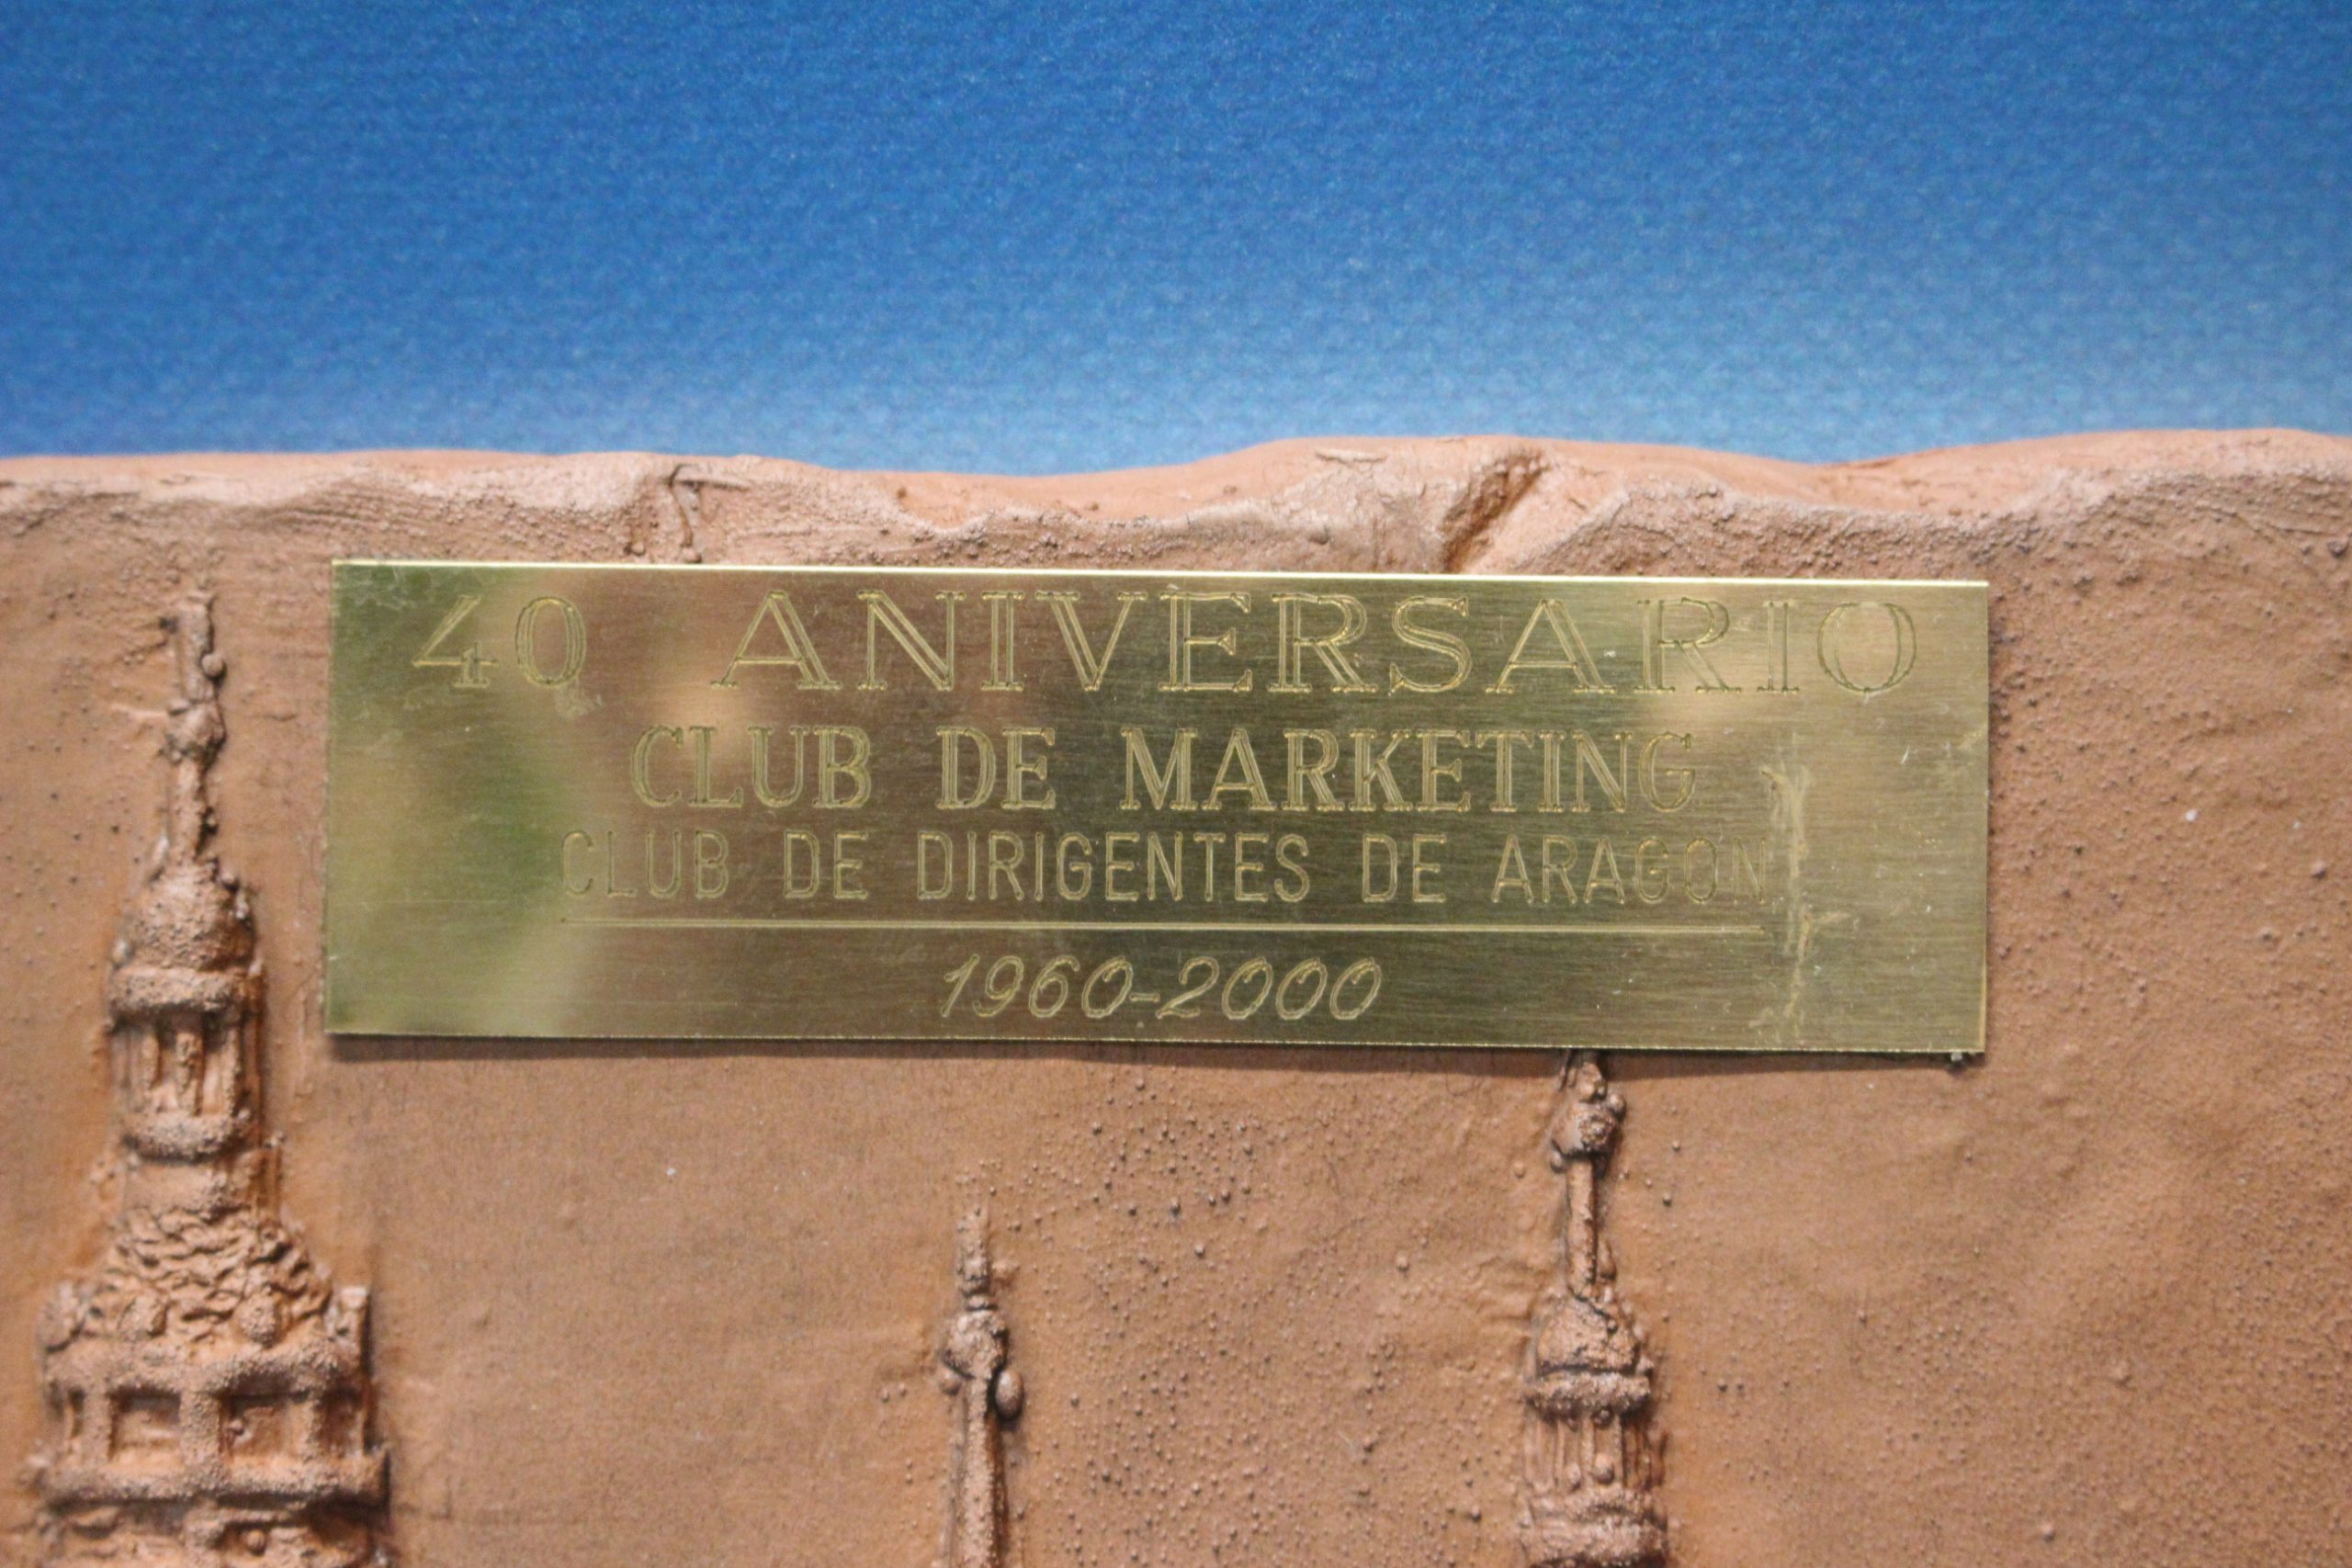 40 ANIVERSARIO
CLUB DE MARKETING
CLUB DE DIRIGENTES DE ARAGON
1960-2000